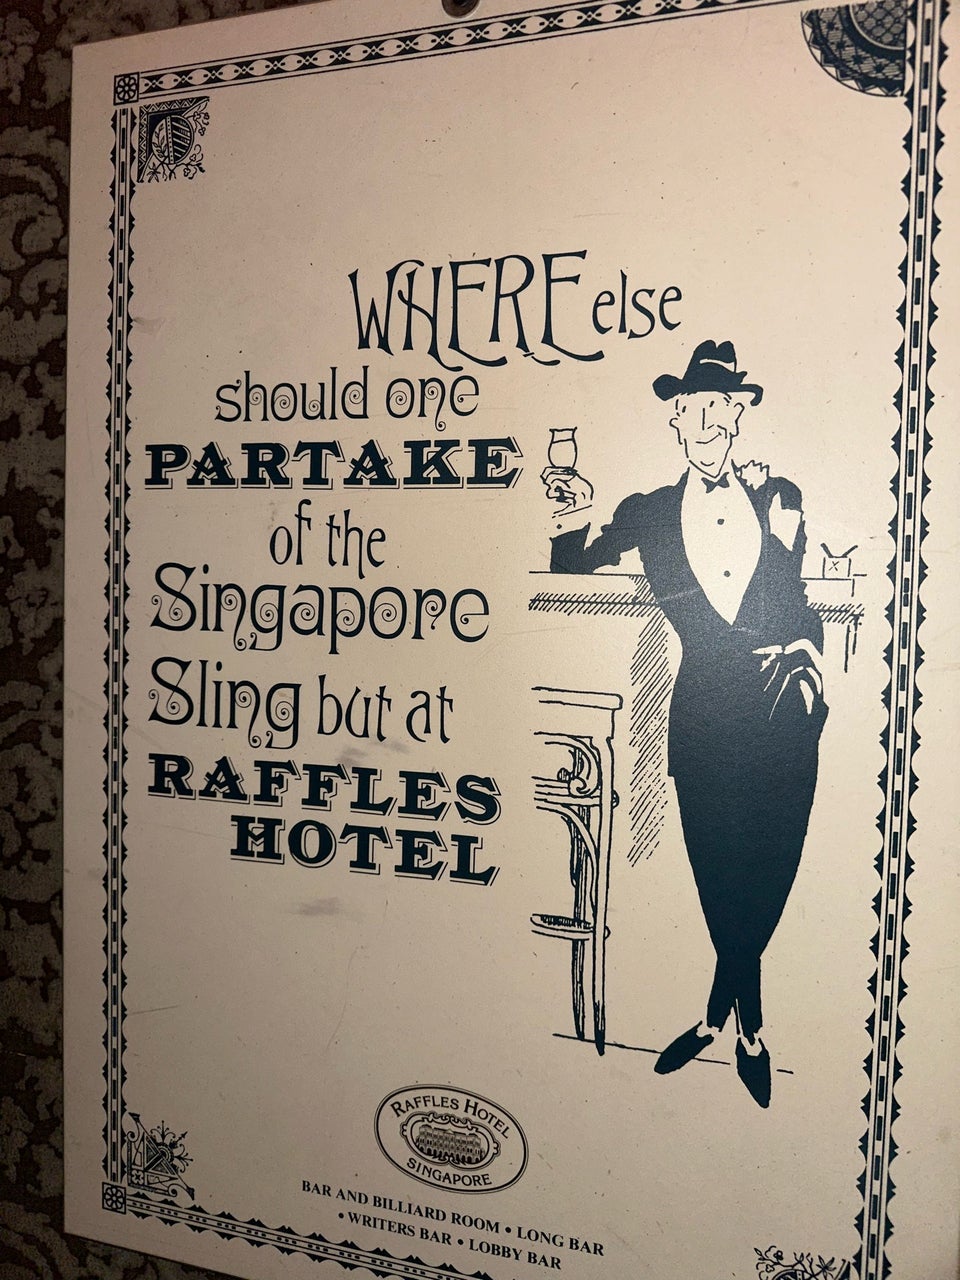 WHERE else
should one
PARTAKE
of the
Singapore
Sling but at
RAFFLES
HOTEL
RAFFLES HOTEL
SINGAPORE
BAR AND BILLIARD ROOM • LONG BAR
• WRITERS BAR • LOBBY BAR